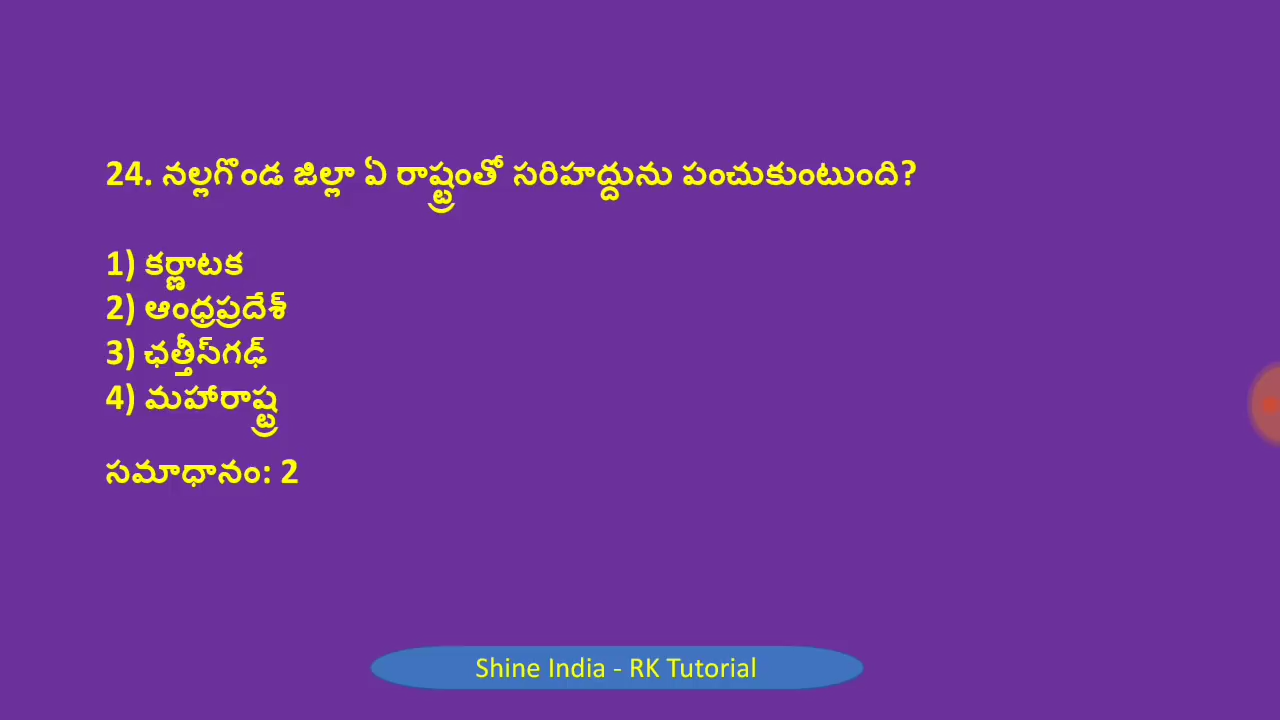 24. నల్లగొండ జిల్లా ఏ రాష్ట్రంతో సరిహద్దును పంచుకుంటుంది?
1) కర్ణాటక
2) ఆంధ్రప్రదేశ్
3) ఛత్తీస్‌గఢ్
4) మహారాష్ట్ర
సమాధానం: 2
Shine India - RK Tutorial